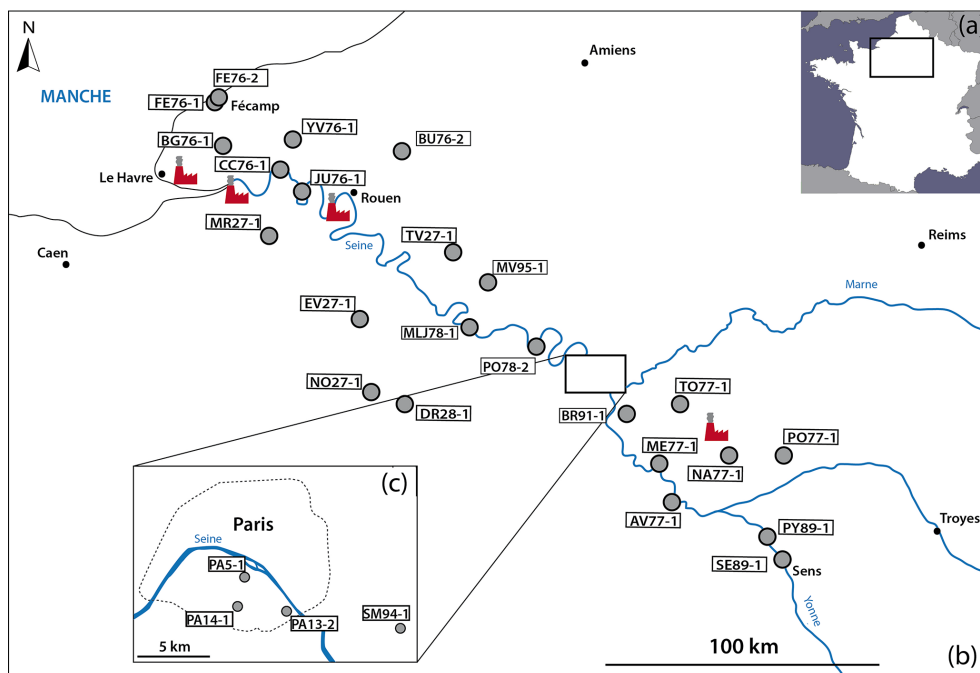 (a)
N
Amiens
FE76-2
MANCHE
FE76-1
Fécamp
YV76-1
BG76-1
BU76-2
CC76-1
Le Havre
JU76-1
Rouen
MR27-1
Seine
TV27-1
Reims
Caen
MV95-1
Marne
EV27-1
MLJ78-1
PO78-2
NO27-1
TO77-1
DR28-1
BR91-1
PO77-1
ME77-1
NA77-1
(c)
AV77-1
Troyes
Paris
PY89-1
Seine
SE89-1
Sens
PA5-1
Yonne
PA14-1
PA13-2
SM94-1
5 km
100 km
(b)